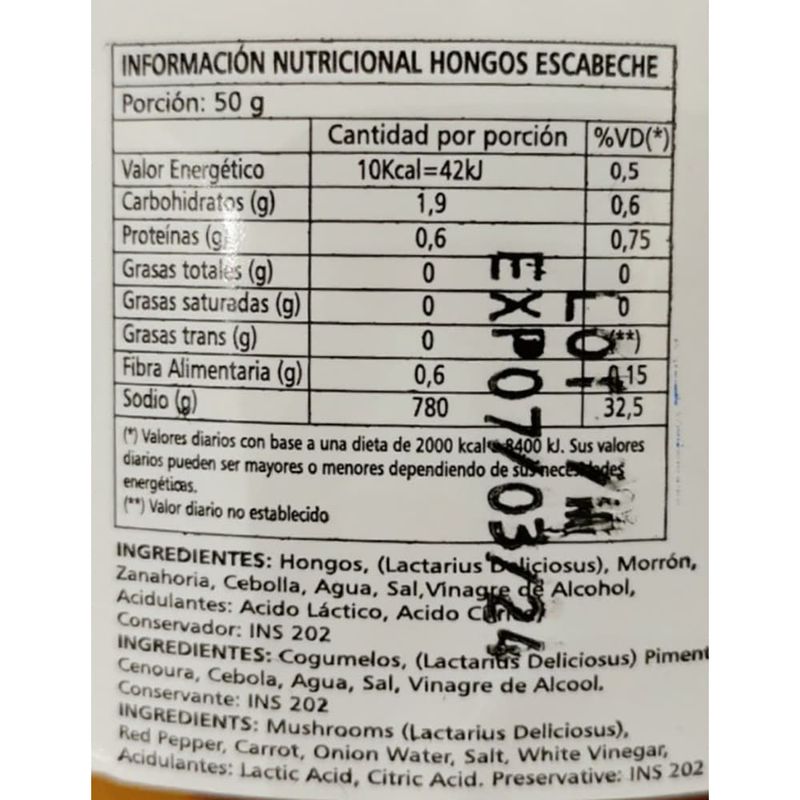 INFORMACIÓN NUTRICIONAL HONGOS ESCABECHE
Porción: 50 g
Cantidad por porción %VD(*)
Valor Energético 10Kcal=42kJ 0,5
Carbohidratos (g) 1,9 0,6
Proteínas (g) 0,6 0,75
Grasas totales (g) 0 0
Grasas saturadas (g) 0 0
Grasas trans (g) 0 (**)
Fibra Alimentaria (g) 0,6 15
Sodio (g) 780 32,5
(*) Valores diarios con base a una dieta de 2000 kcal 8400 kJ. Sus valores
diarios pueden ser mayores o menores dependiendo de sus necesidades
energéticas.
(**) Valor diario no establecido
INGREDIENTES: Hongos, (Lactarius Deliciosus), Morrón,
Zanahoria, Cebolla, Agua, Sal, Vinagre de Alcohol,
Acidulantes: Acido Láctico, Acido
Conservador: INS 202
INGREDIENTES: Cogumelos, (Lactarius Deliciosus) Piment
Cenoura, Cebola, Agua, Sal, Vinagre de Alcool.
Conservante: INS 202
INGREDIENTS: Mushrooms (Lactarius Deliciosus),
Red Pepper, Carrot, Onion Water, Salt, White Vinegar,
Acidulantes: Lactic Acid, Citric Acid. Preservative: INS 202
LOT
EXP07/03/24